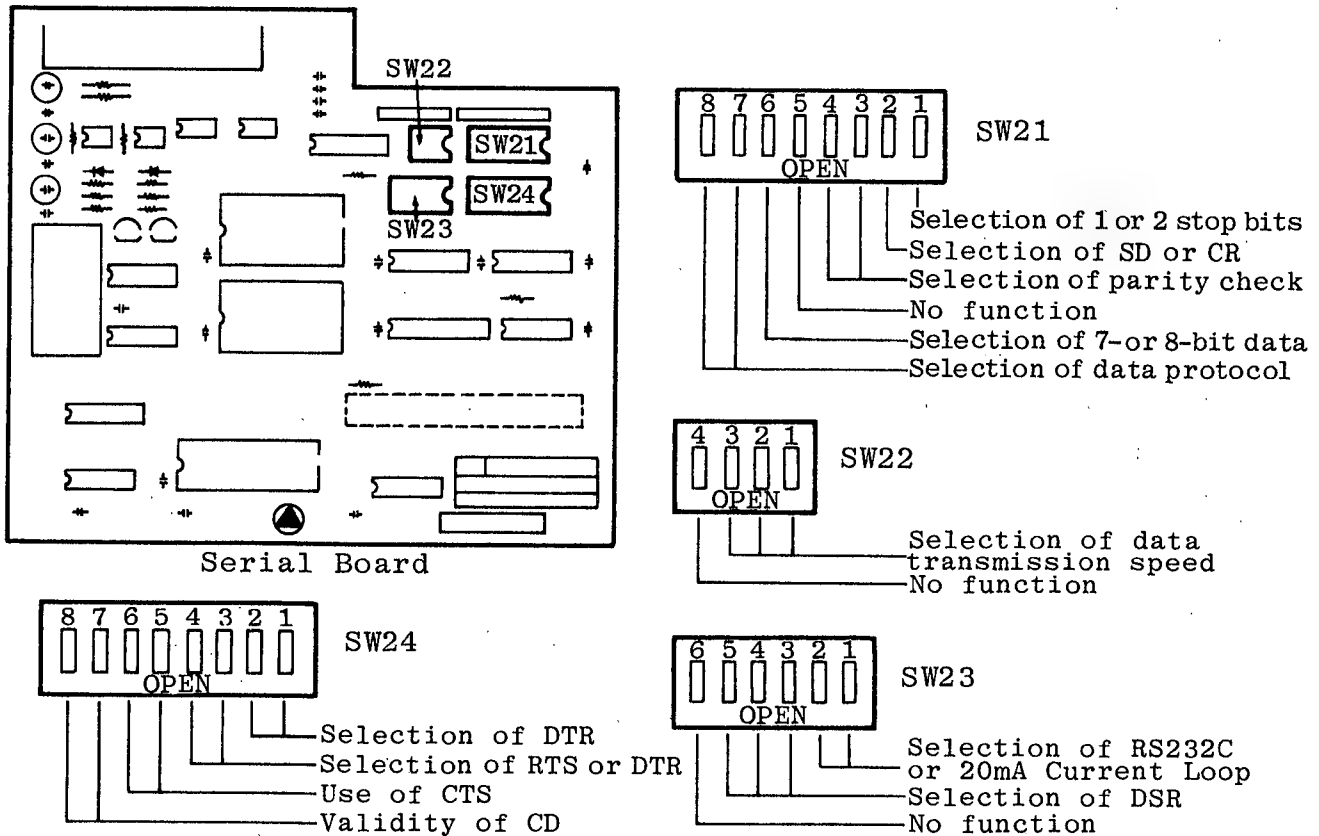 SW22
SW21
SW24
SW23
Serial Board
8 7 6 5 4 3 2 1
OPEN
SW21
Selection of 1 or 2 stop bits
Selection of SD or CR
Selection of parity check
No function
Selection of 7-or 8-bit data
Selection of data protocol
4 3 2 1
OPEN
SW22
Selection of data
transmission speed
No function
8 7 6 5 4 3 2 1
OPEN
SW24
Selection of DTR
Selection of RTS or DTR
Use of CTS
Validity of CD
6 5 4 3 2 1
OPEN
SW23
Selection of RS232C
or 20mA Current Loop
Selection of DSR
No function